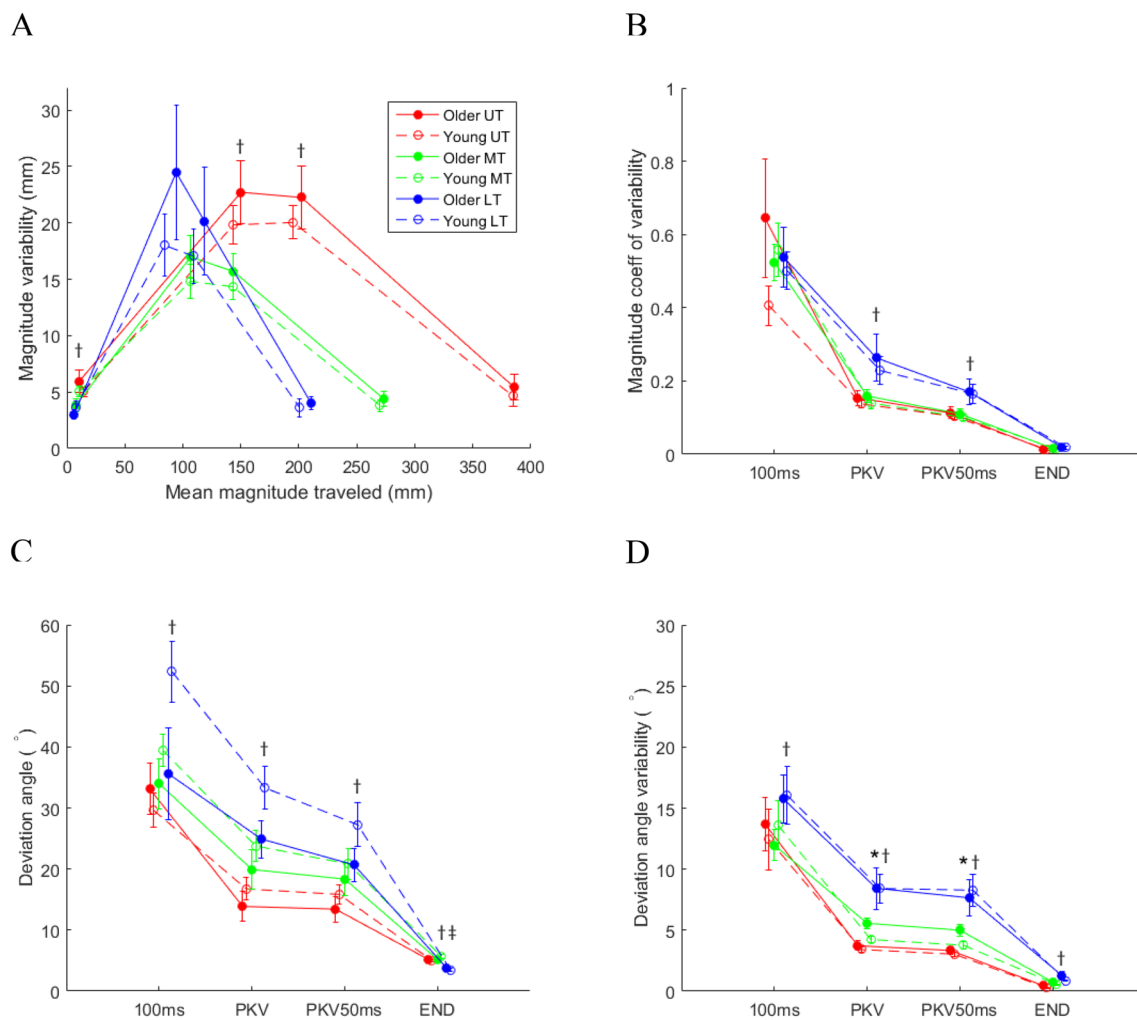 A
Magnitude variability (mm)
30
25
20
15
10
5
0
† † †
Older UT
Young UT
Older MT
Young MT
Older LT
Young LT
0 50 100 150 200 250 300 350 400
Mean magnitude traveled (mm)
B
Magnitude coeff of variability
1
0.8
0.6
0.4
0.2
0
† †
100ms PKV PKV50ms END
C
Deviation angle ( ° )
60
50
40
30
20
10
0
† † † †‡
100ms PKV PKV50ms END
D
Deviation angle variability ( ° )
30
25
20
15
10
5
0
† *† *† †
100ms PKV PKV50ms END